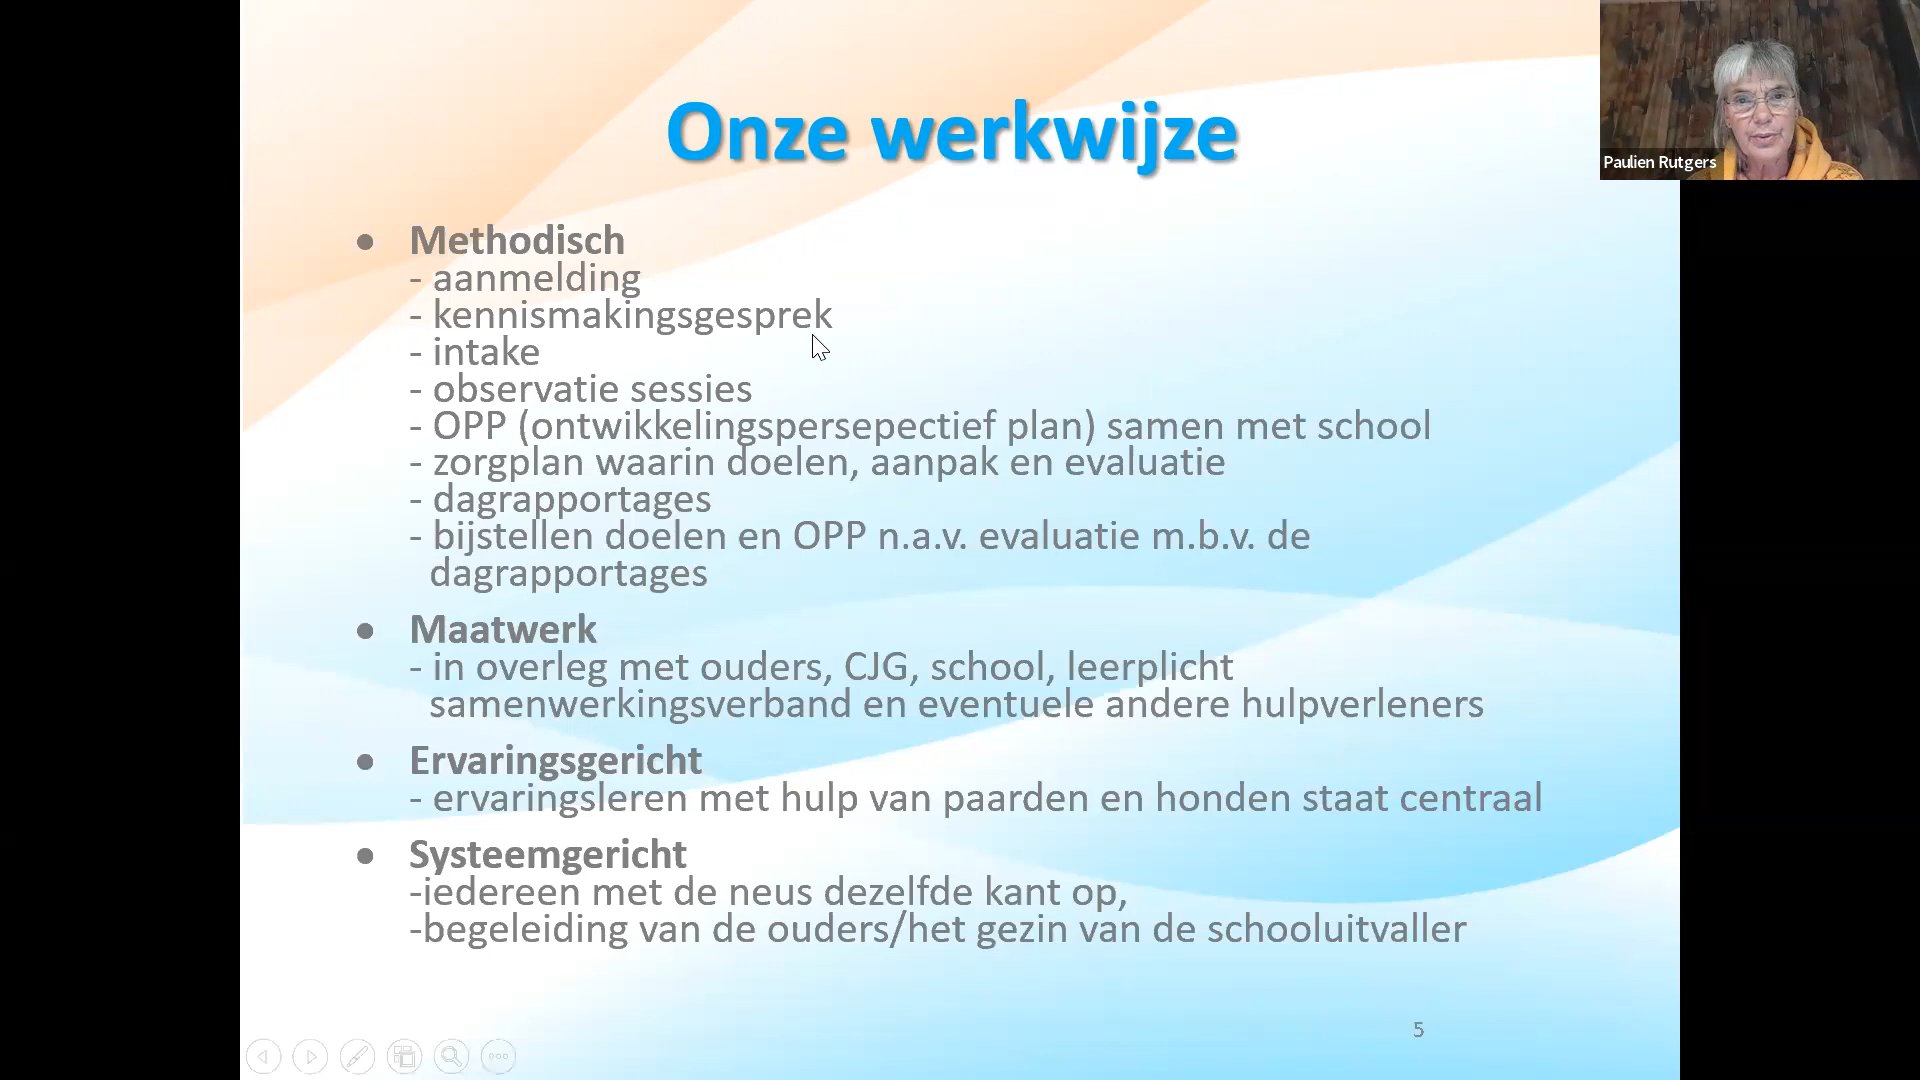 Onze werkwijze
Paulien Rutgers
• Methodisch
- aanmelding
- kennismakingsgesprek
- intake
- observatie sessies
- OPP (ontwikkelingspersepectief plan) samen met school
- zorgplan waarin doelen, aanpak en evaluatie
- dagrapportages
- bijstellen doelen en OPP n.a.v. evaluatie m.b.v. de
dagrapportages
• Maatwerk
- in overleg met ouders, CJG, school, leerplicht
samenwerkingsverband en eventuele andere hulpverleners
• Ervaringsgericht
- ervaringsleren met hulp van paarden en honden staat centraal
• Systeemgericht
-iedereen met de neus dezelfde kant op,
-begeleiding van de ouders/het gezin van de schooluitvaller
5